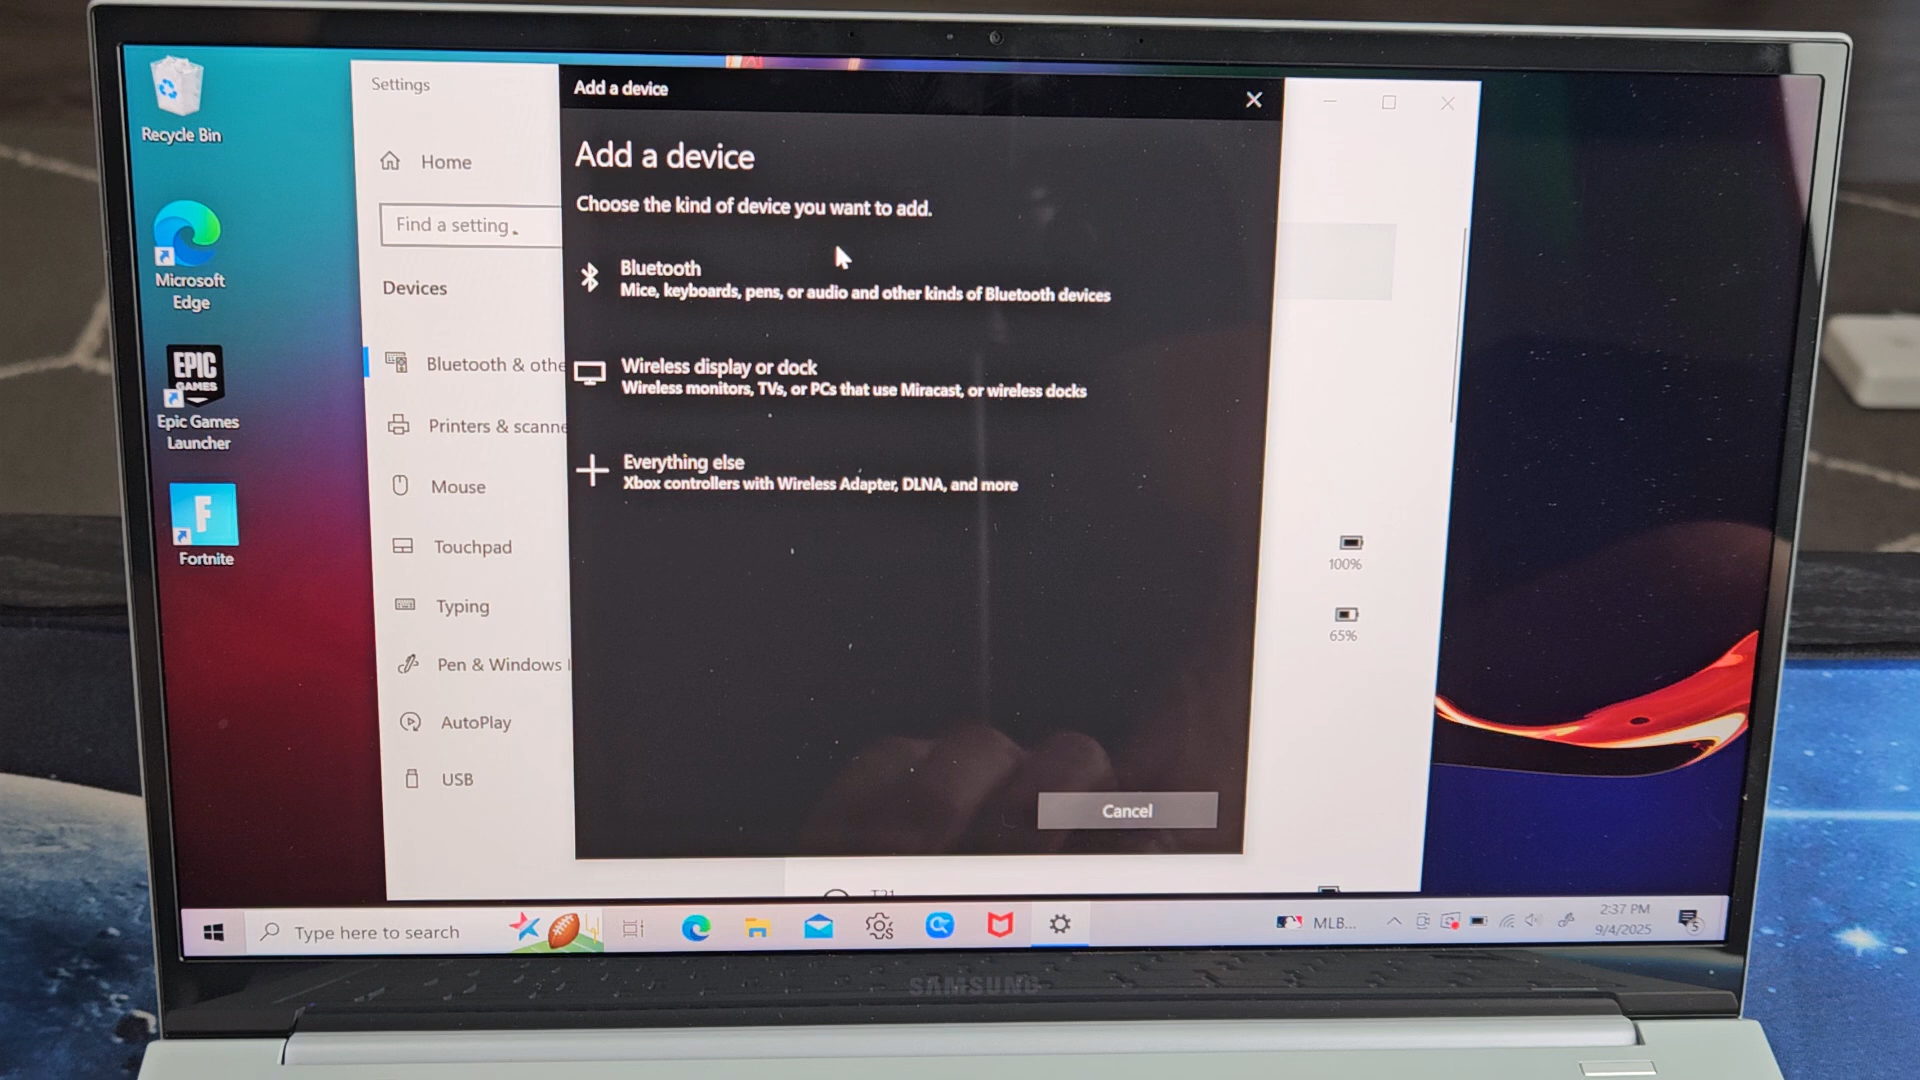 Recycle Bin
Microsoft
Edge
EPIC
GAMES
Epic Games
Launcher
F
Fortnite
Settings
Home
Find a setting
Devices
Bluetooth & othe
Printers & scanne
Mouse
Touchpad
Typing
Pen & Windows I
AutoPlay
USB
Add a device
Add a device
Choose the kind of device you want to add.
Bluetooth
Mice, keyboards, pens, or audio and other kinds of Bluetooth devices
Wireless display or dock
Wireless monitors, TVs, or PCs that use Miracast, or wireless docks
Everything else
Xbox controllers with Wireless Adapter, DLNA, and more
Cancel
100%
65%
Type here to search
MLB...
2:37 PM
9/4/2025
5
SAMSUNG